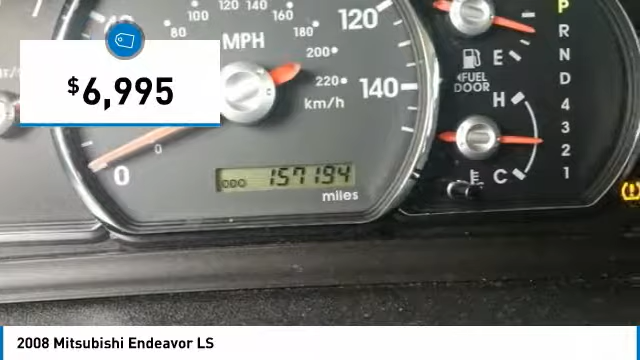 $6,995
100 120 140 160
80 180
MPH
200
220
km/h
120
140
0
0
ODO 157194
miles
E
FUEL
DOOR
H
C
P
R
N
D
4
3
2
1
2008 Mitsubishi Endeavor LS